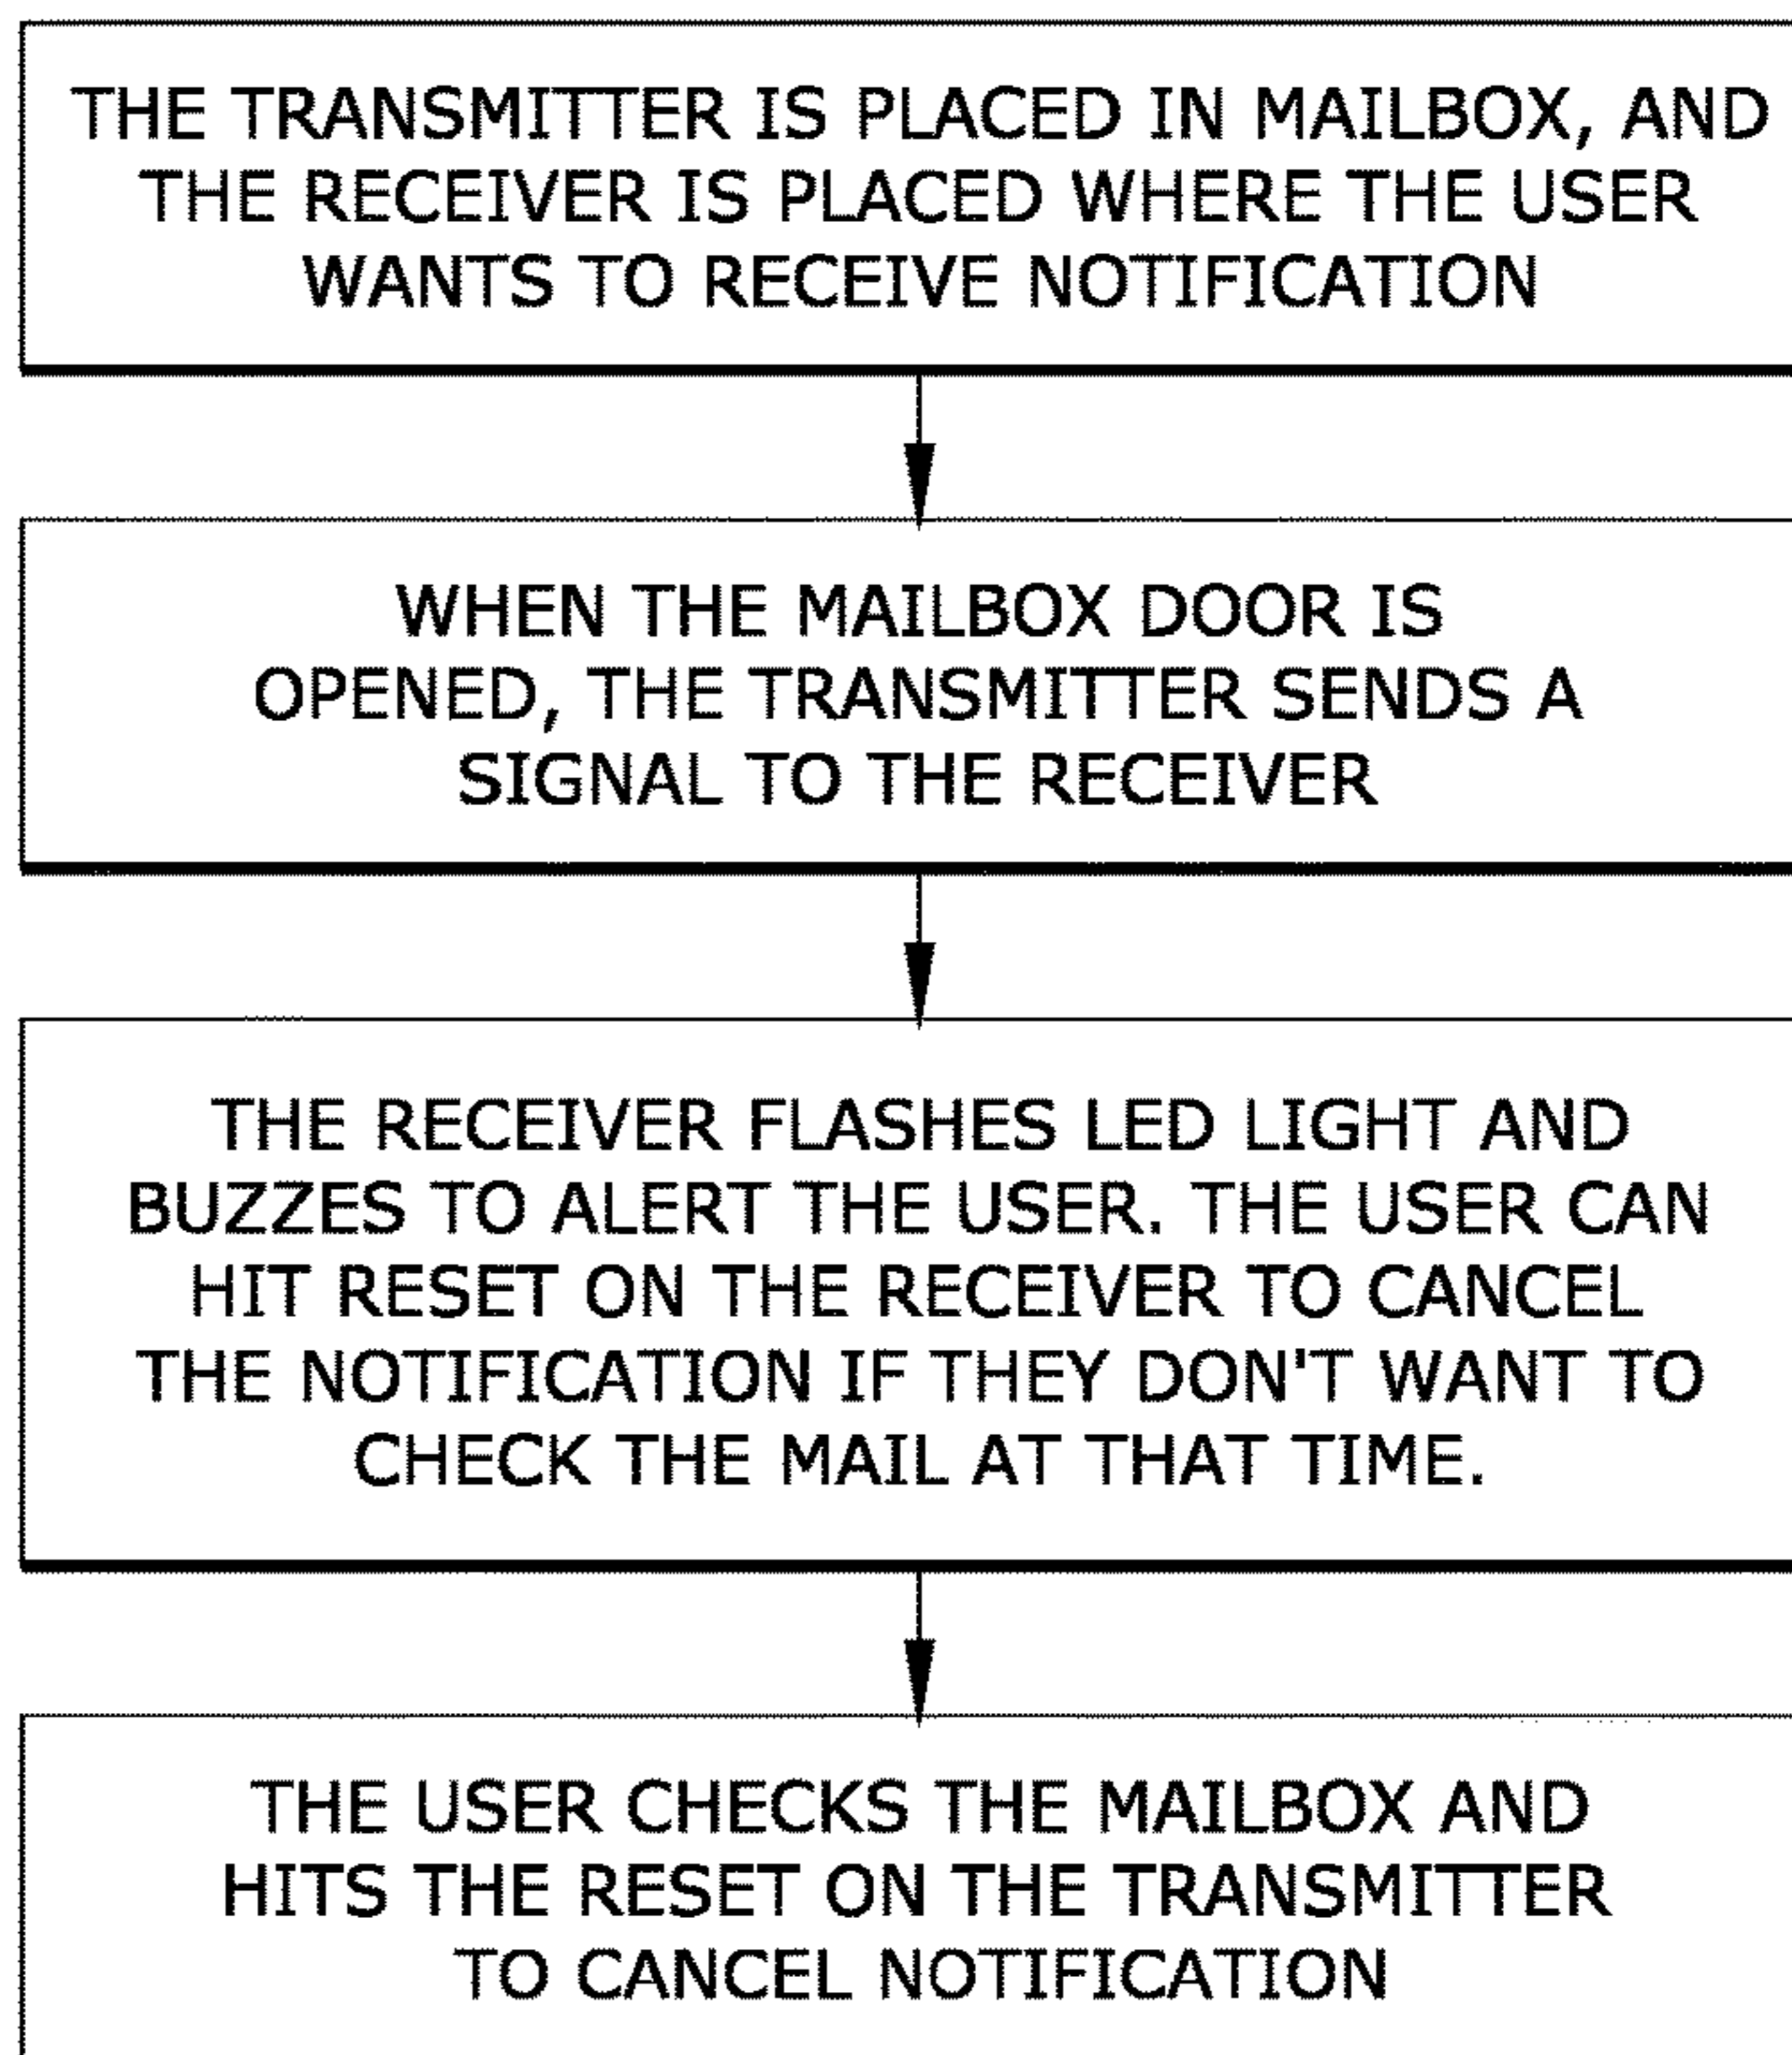 THE TRANSMITTER IS PLACED IN MAILBOX, AND
THE RECEIVER IS PLACED WHERE THE USER
WANTS TO RECEIVE NOTIFICATION
WHEN THE MAILBOX DOOR IS
OPENED, THE TRANSMITTER SENDS A
SIGNAL TO THE RECEIVER
THE RECEIVER FLASHES LED LIGHT AND
BUZZES TO ALERT THE USER. THE USER CAN
HIT RESET ON THE RECEIVER TO CANCEL
THE NOTIFICATION IF THEY DON'T WANT TO
CHECK THE MAIL AT THAT TIME.
THE USER CHECKS THE MAILBOX AND
HITS THE RESET ON THE TRANSMITTER
TO CANCEL NOTIFICATION